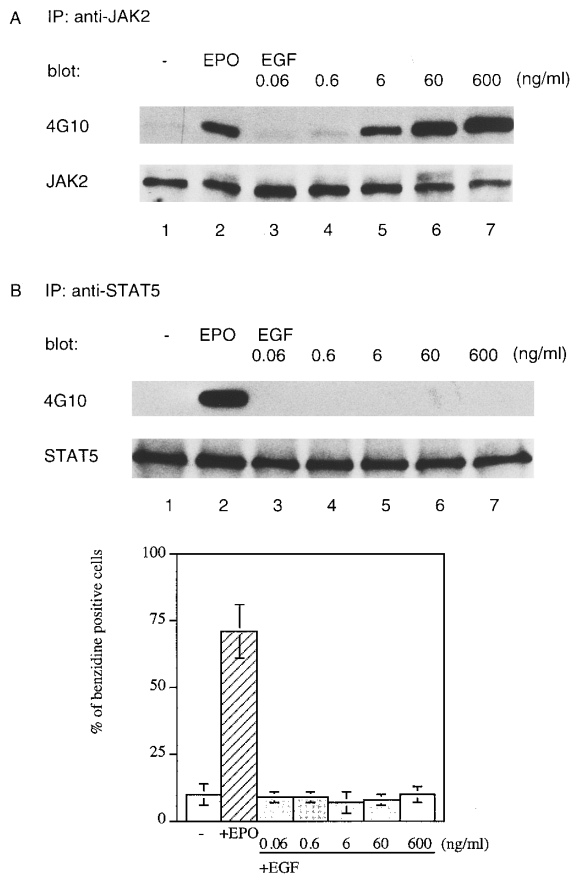 A IP: anti-JAK2
blot: - EPO EGF
0.06 0.6 6 60 600 (ng/ml)
4G10
JAK2
1 2 3 4 5 6 7
B IP: anti-STAT5
blot: - EPO EGF
0.06 0.6 6 60 600 (ng/ml)
4G10
STAT5
1 2 3 4 5 6 7
% of benzidine positive cells
100
75
50
25
0
- +EPO 0.06 0.6 6 60 600 (ng/ml)
+EGF